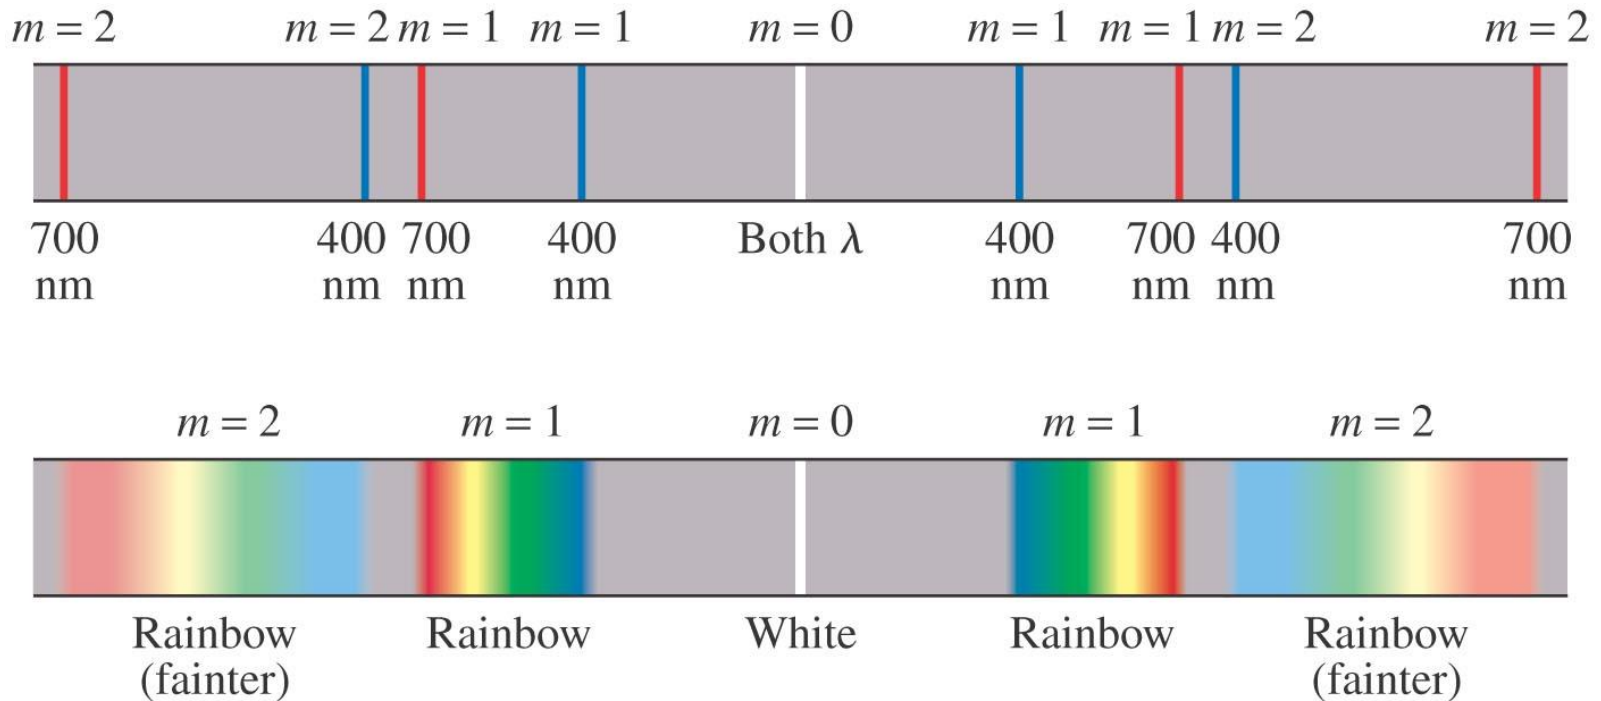 m = 2 m = 2 m = 1 m = 1 m = 0 m = 1 m = 1 m = 2 m = 2
700 400 700 400 Both λ 400 700 400 700
nm nm nm nm nm nm nm nm
m = 2 m = 1 m = 0 m = 1 m = 2
Rainbow Rainbow White Rainbow Rainbow
(fainter) (fainter)